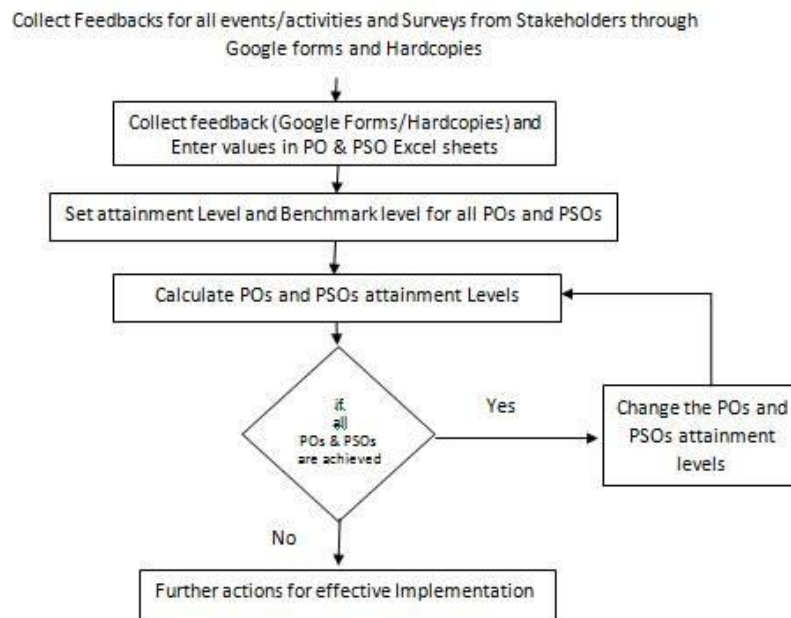 Collect Feedbacks for all events/activities and Surveys from Stakeholders through
Google forms and Hardcopies
Collect feedback (Google Forms/Hardcopies) and
Enter values in PO & PSO Excel sheets
Set attainment Level and Benchmark level for all POs and PSOs
Calculate POs and PSOs attainment Levels
if
all
POs & PSOs
are achieved
Yes
Change the POs and
PSOs attainment
levels
No
Further actions for effective Implementation